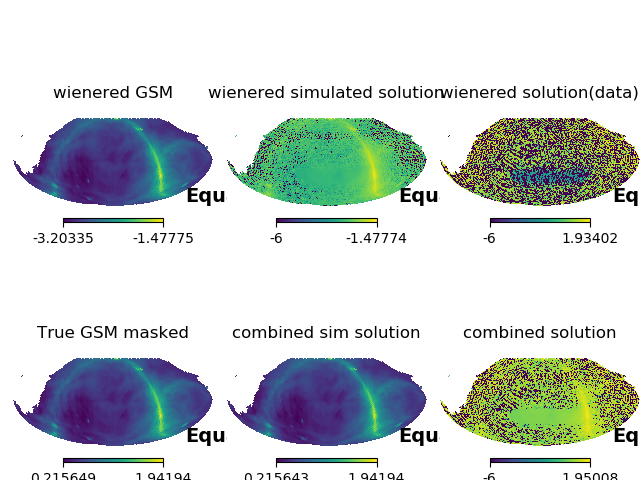 wienered GSM
wienered simulated solution
wienered solution(data)
Equ
Equ
Eq
-3.20335 -1.47775
-6 -1.47774
-6 1.93402
True GSM masked
combined sim solution
combined solution
Equ
Equ
Eq
0.215649 1.94194
0.215643 1.94194
-6 1.95008